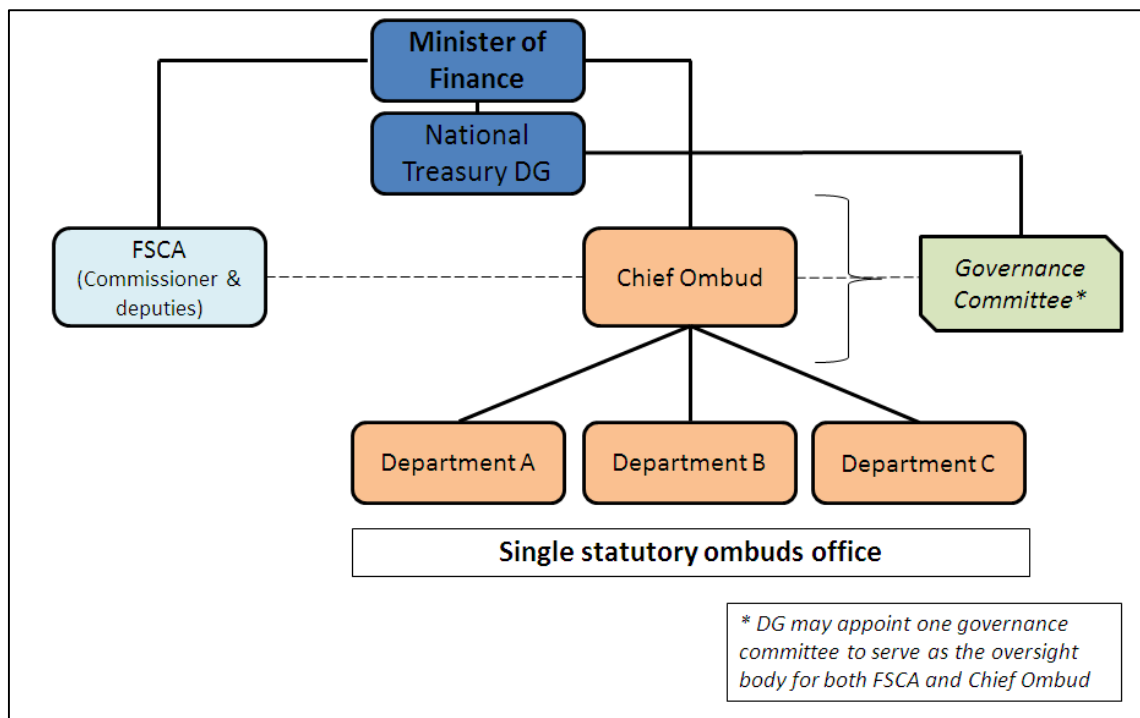 Minister of
Finance
National
Treasury DG
FSCA
(Commissioner &
deputies)
Chief Ombud
Governance
Committee*
Department A
Department B
Department C
Single statutory ombuds office
* DG may appoint one governance
committee to serve as the oversight
body for both FSCA and Chief Ombud